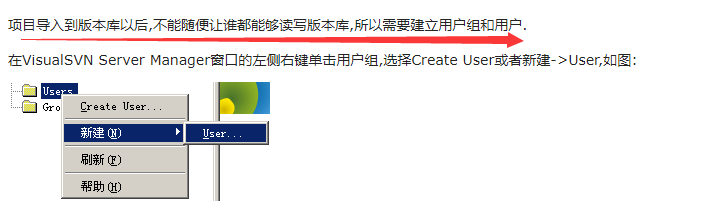 项目导入到版本库以后,不能随便让谁都能够读写版本库,所以需要建立用户组和用户.
在VisualSVN Server Manager窗口的左侧右键单击用户组,选择Create User或者新建->User,如图:
Users
Gro
Create User...
新建(N)
User...
刷新(F)
帮助(H)